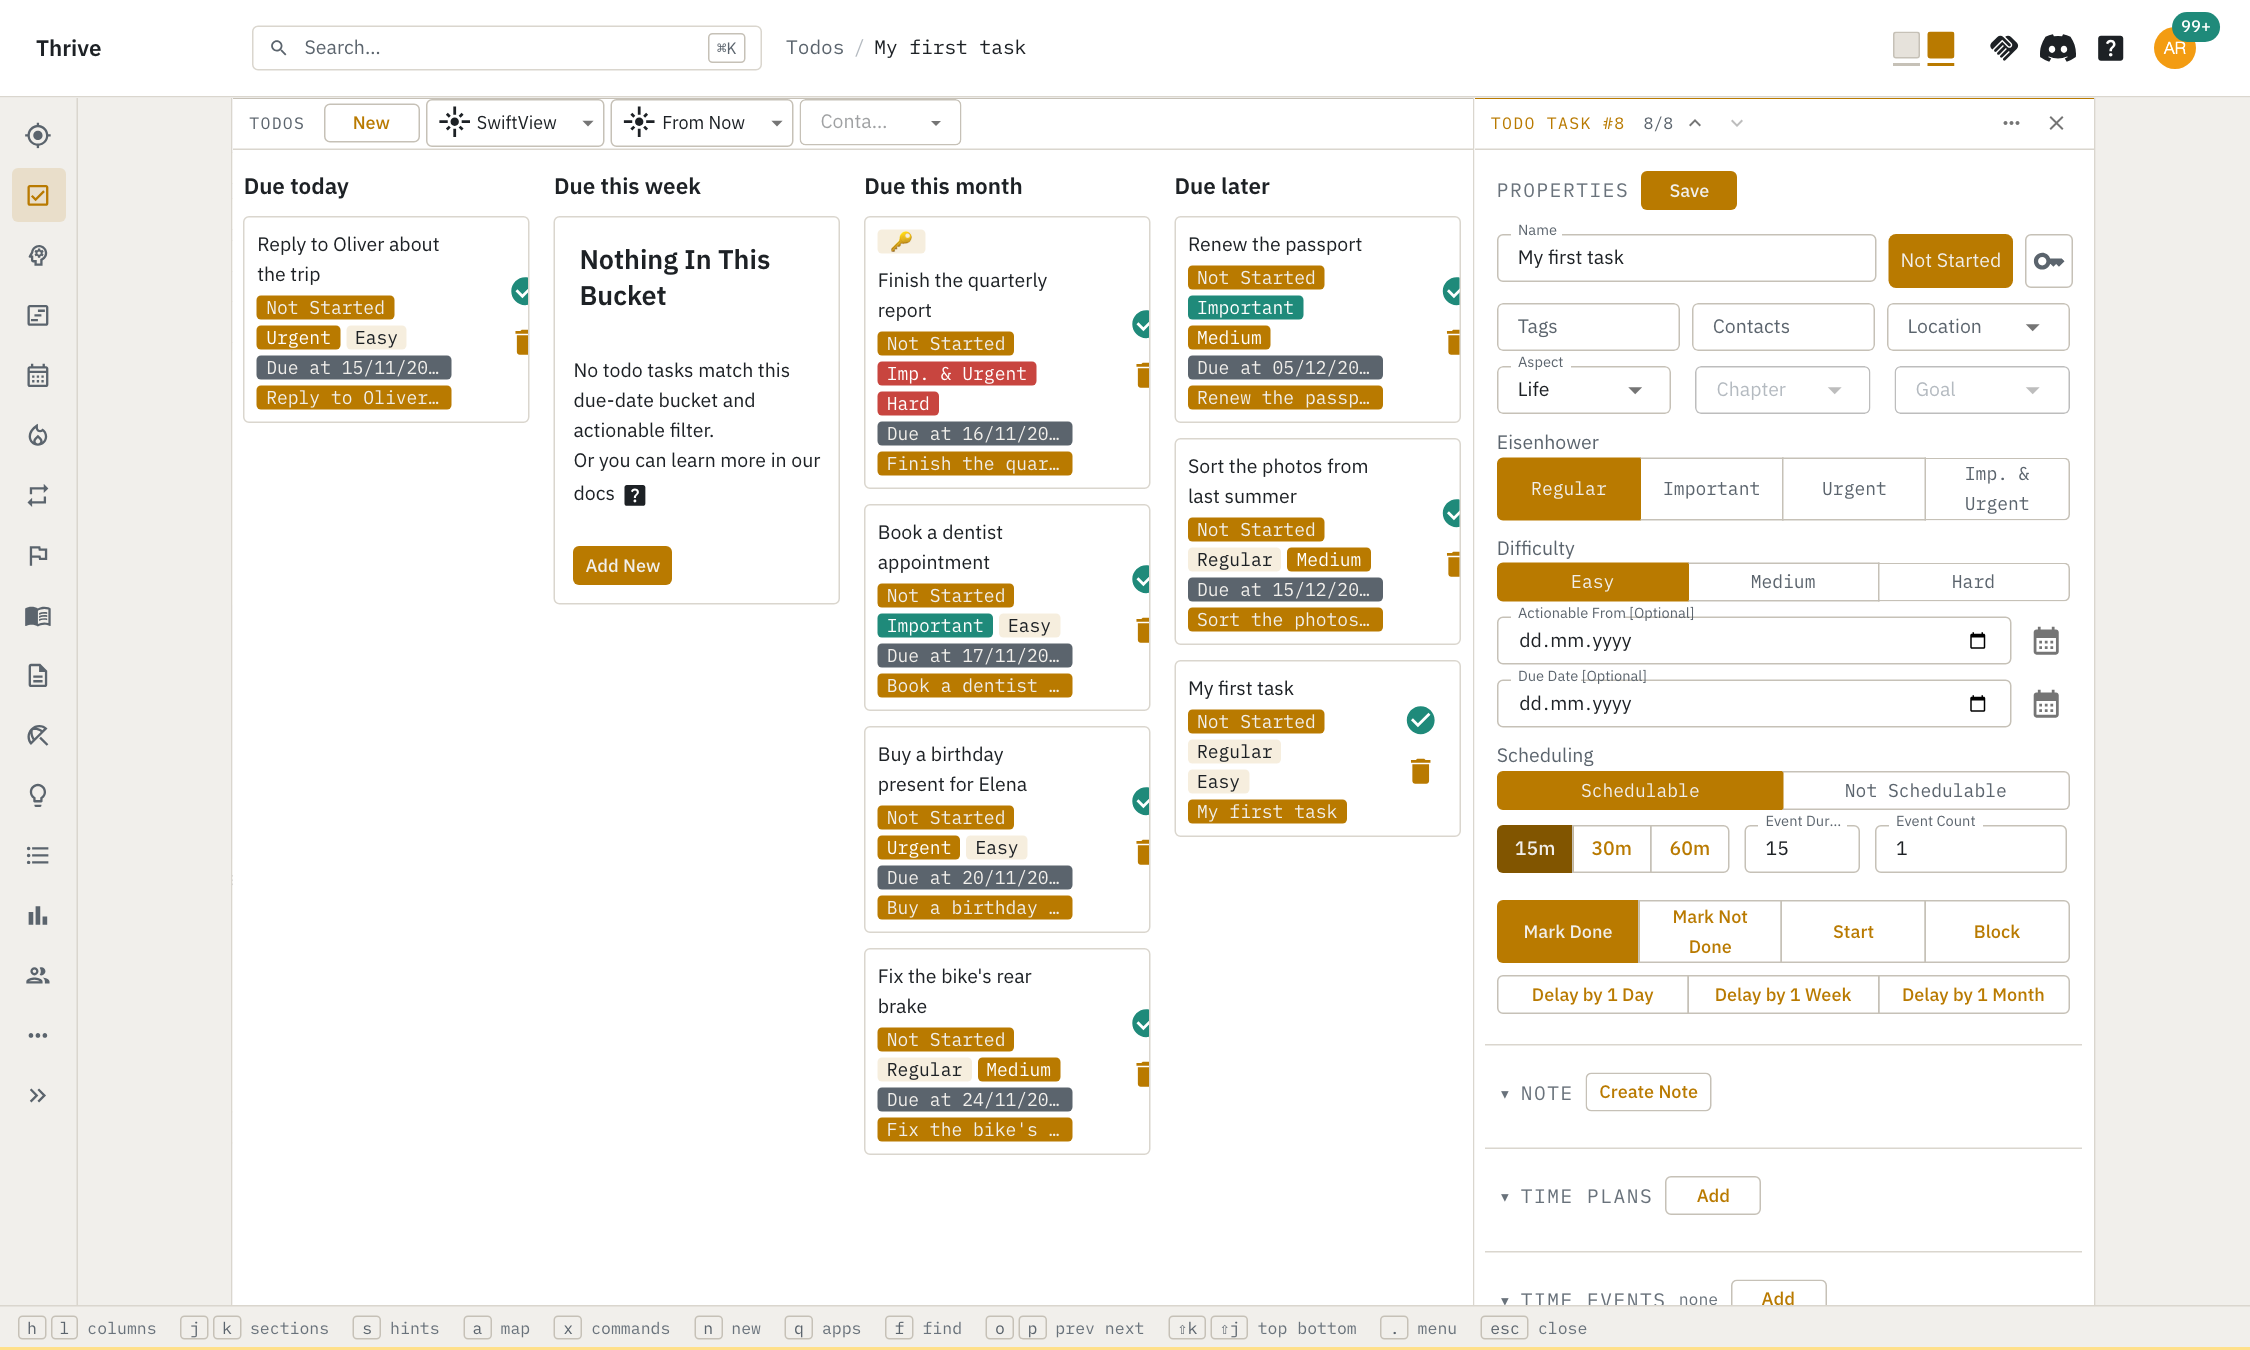 Thrive
Search...
⌘K
Todos / My first task
99+
AR
TODOS
New
SwiftView
From Now
Conta...
TODO TASK #8
8/8
Due today
Reply to Oliver about
the trip
Not Started
Urgent
Easy
Due at 15/11/20…
Reply to Oliver…
Due this week
Nothing In This
Bucket
No todo tasks match this
due-date bucket and
actionable filter.
Or you can learn more in our
docs ?
Add New
Due this month
Finish the quarterly
report
Not Started
Imp. & Urgent
Hard
Due at 16/11/20…
Finish the quar…
Book a dentist
appointment
Not Started
Important
Easy
Due at 17/11/20…
Book a dentist …
Buy a birthday
present for Elena
Not Started
Urgent
Easy
Due at 20/11/20…
Buy a birthday …
Fix the bike's rear
brake
Not Started
Regular
Medium
Due at 24/11/20…
Fix the bike's …
Due later
Renew the passport
Not Started
Important
Medium
Due at 05/12/20…
Renew the passp…
Sort the photos from
last summer
Not Started
Regular
Medium
Due at 15/12/20…
Sort the photos…
My first task
Not Started
Regular
Easy
My first task
PROPERTIES
Save
Name
My first task
Not Started
Tags
Contacts
Location
Aspect
Life
Chapter
Goal
Eisenhower
Regular
Important
Urgent
Imp. &
Urgent
Difficulty
Easy
Medium
Hard
Actionable From [Optional]
dd.mm.yyyy
Due Date [Optional]
dd.mm.yyyy
Scheduling
Schedulable
Not Schedulable
15m
30m
60m
Event Dur...
15
Event Count
1
Mark Done
Mark Not
Done
Start
Block
Delay by 1 Day
Delay by 1 Week
Delay by 1 Month
NOTE
Create Note
TIME PLANS
Add
TIME EVENTS
none
Add
h l columns j k sections s hints a map x commands n new q apps f find o p prev next ⇧k ⇧j top bottom . menu esc close